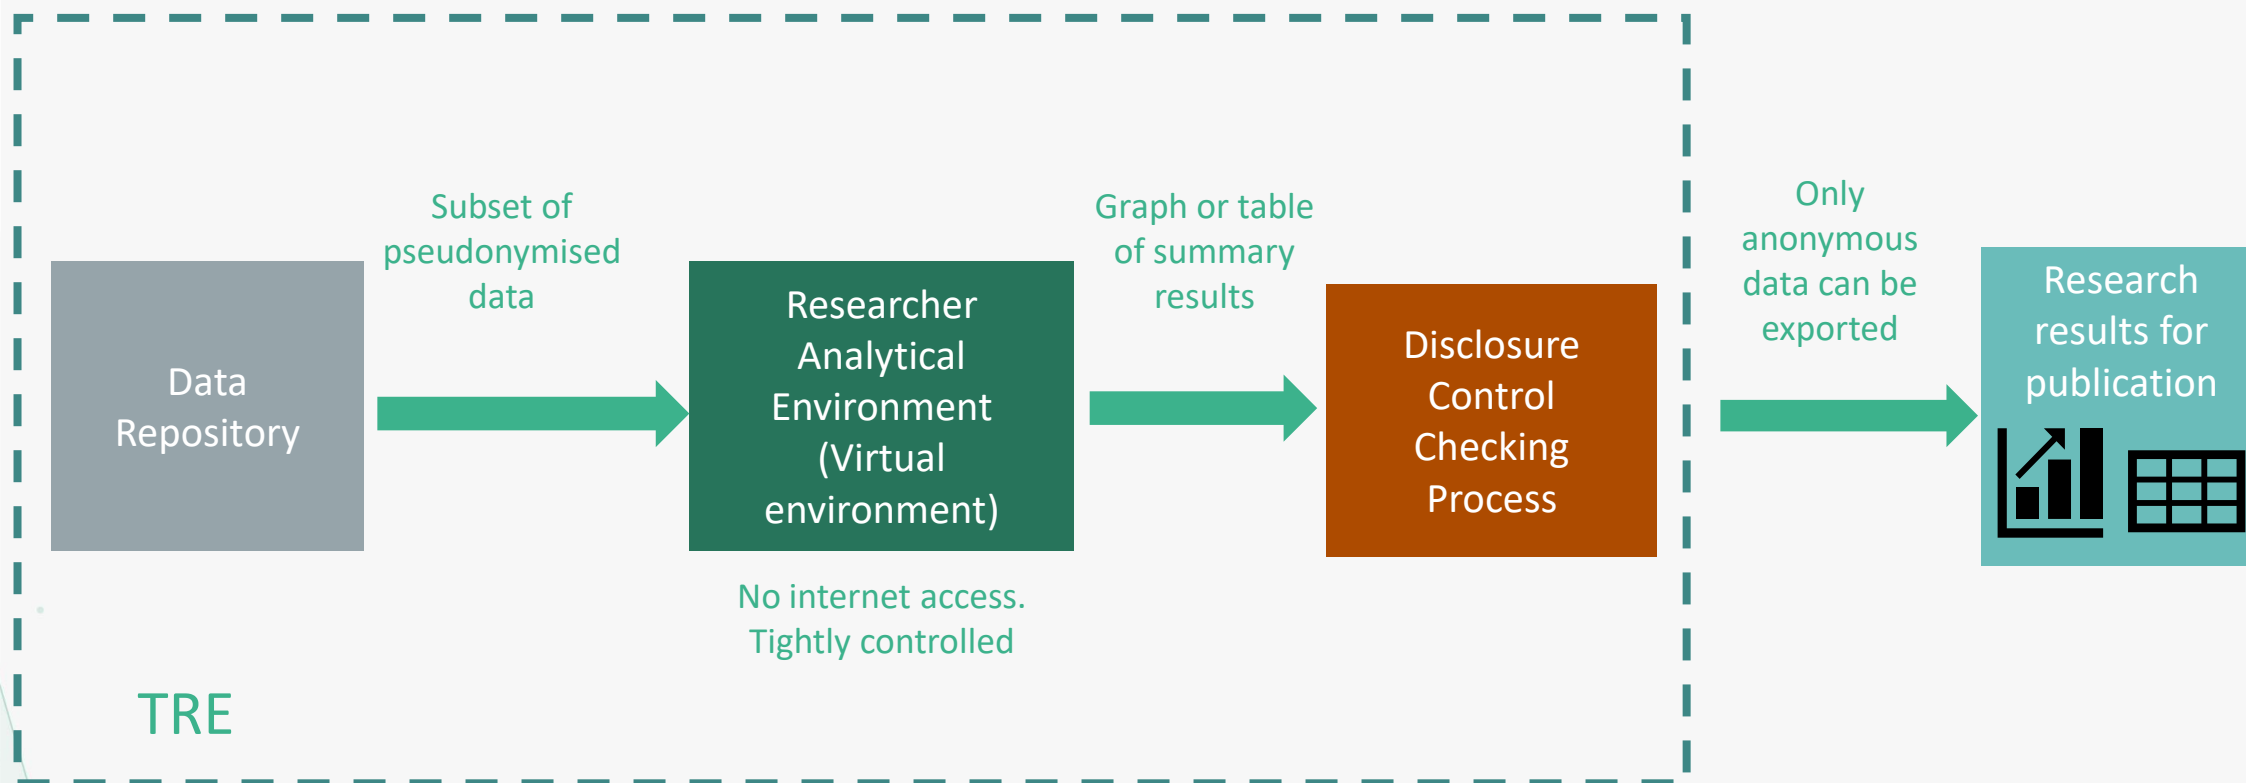 Data
Repository
Subset of
pseudonymised
data
Researcher
Analytical
Environment
(Virtual
environment)
No internet access.
Tightly controlled
Graph or table
of summary
results
Disclosure
Control
Checking
Process
Only
anonymous
data can be
exported
Research
results for
publication
TRE